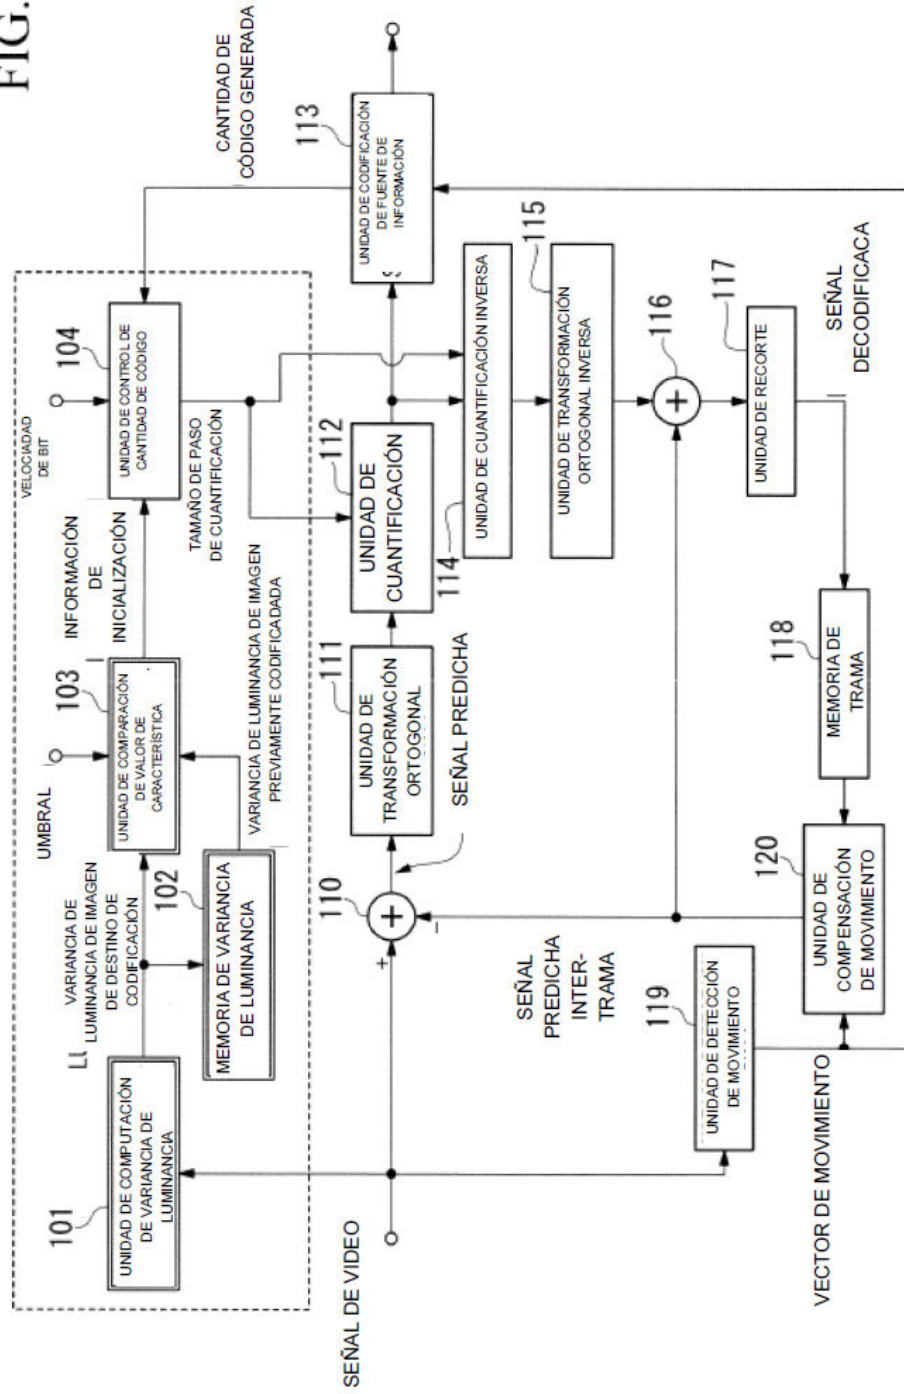 FIG.
VELOCIADAD
DE BIT
CANTIDAD DE
CÓDIGO GENERADA
UMBRAL
INFORMACIÓN
DE
INICIALIZACIÓN
104
UNIDAD DE CONTROL DE
CANTIDAD DE CÓDIGO
VARIANCIA DE
LUMINANCIA DE IMAGEN
DE DESTINO DE
CODIFICACIÓN
103
UNIDAD DE COMPARACIÓN
DE VALOR DE
CARACTERÍSTICA
TAMAÑO DE PASO
DE CUANTIFICACIÓN
101
UNIDAD DE COMPUTACIÓN
DE VARIANCIA DE
LUMINANCIA
102
MEMORIA DE VARIANCIA
DE LUMINANCIA
VARIANCIA DE LUMINANCIA DE IMAGEN
PREVIAMENTE CODIFICADA
113
UNIDAD DE CODIFICACIÓN
DE FUENTE DE
INFORMACIÓN
SEÑAL DE VIDEO
110
+
+
-
111
UNIDAD DE
TRANSFORMACIÓN
ORTOGONAL
SEÑAL PREDICHA
112
UNIDAD DE
CUANTIFICACIÓN
114
UNIDAD DE CUANTIFICACIÓN INVERSA
115
UNIDAD DE TRANSFORMACIÓN
ORTOGONAL INVERSA
SEÑAL
PREDICHA
INTER-
TRAMA
116
+
117
UNIDAD DE RECORTE
SEÑAL
DECODIFICACA
119
UNIDAD DE DETECCIÓN
DE MOVIMIENTO
118
MEMORIA DE
TRAMA
120
UNIDAD DE
COMPENSACIÓN
DE MOVIMIENTO
VECTOR DE MOVIMIENTO